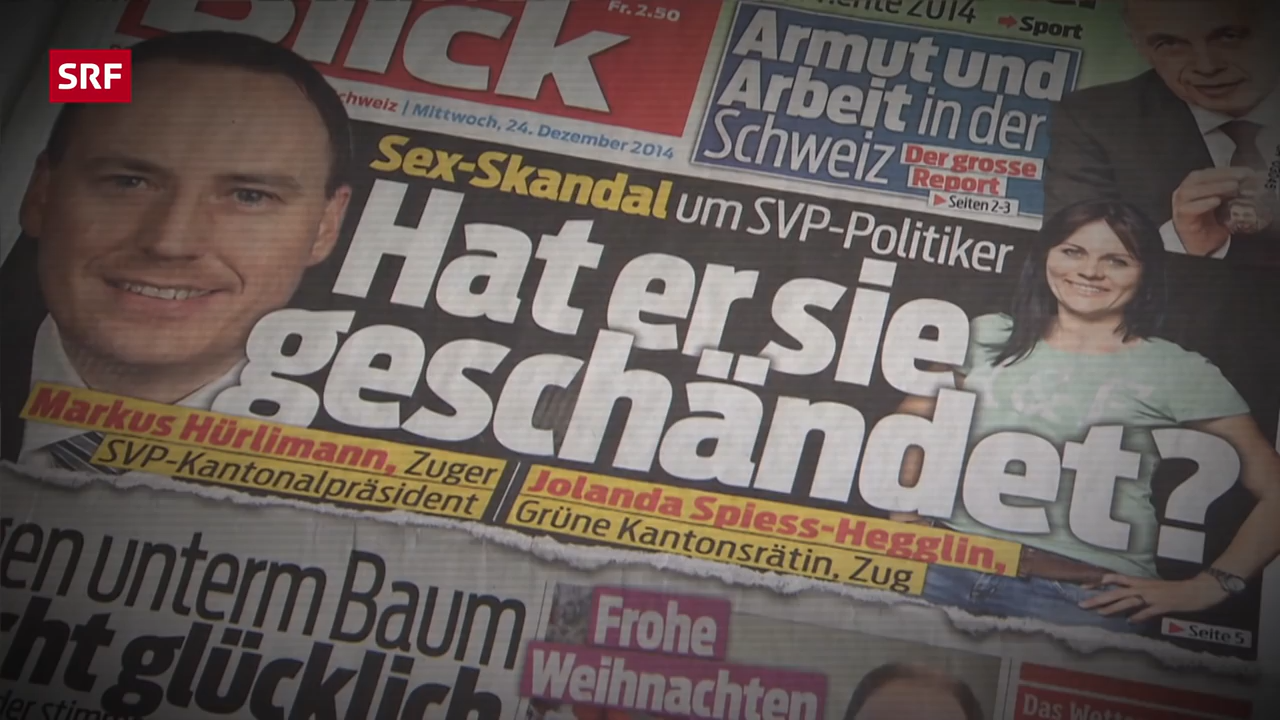 SRF
Blick
Fr. 2.50
2014
Sport
Armut und
Arbeit in der
Schweiz
Der grosse
Report
Seiten 2-3
Mittwoch, 24. Dezember 2014
Sex-Skandal um SVP-Politiker
Hat er sie
geschändet?
Markus Hürlimann, Zuger
SVP-Kantonalpräsident
Jolanda Spiess-Hegglin,
Grüne Kantonsrätin, Zug
Seite 5
unterm Baum
glücklich
Frohe
Weihnachten
Das